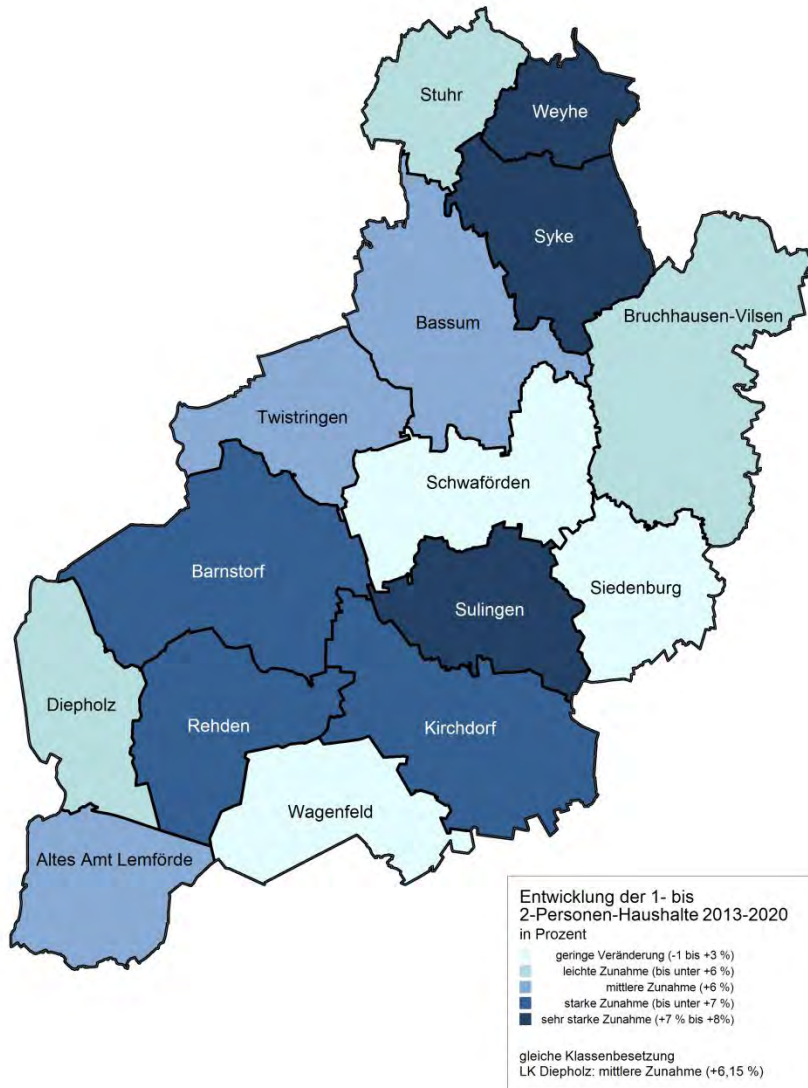 Stuhr
Weyhe
Syke
Bruchhausen-Vilsen
Bassum
Twistringen
Schwaförden
Barnstorf
Siedenburg
Sulingen
Diepholz
Rehden
Kirchdorf
Wagenfeld
Altes Amt Lemförde
Entwicklung der 1- bis
2-Personen-Haushalte 2013-2020
in Prozent
geringe Veränderung (-1 bis +3 %)
leichte Zunahme (bis unter +6 %)
mittlere Zunahme (+6 %)
starke Zunahme (bis unter +7 %)
sehr starke Zunahme (+7 % bis +8%)
gleiche Klassenbesetzung
LK Diepholz: mittlere Zunahme (+6,15 %)